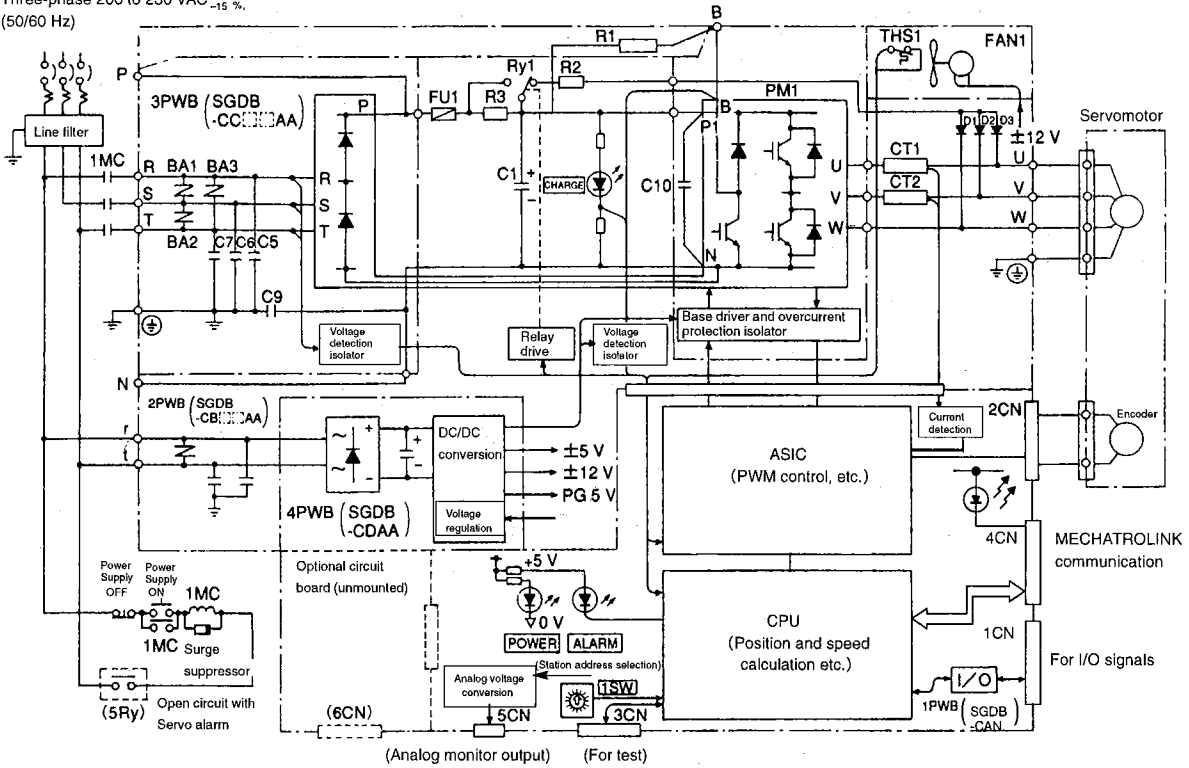 Three-phase 200 to 230 VAC -15 %,
(50/60 Hz)
B
R1
THS1
FAN1
P
Ry1
R2
3PWB (SGDB
-CC AA)
P
FU1
R3
B
PM1
P1
D1 D2 D3
±12 V
Servomotor
Line filter
1MC
R
BA1
BA3
R
C1
+
−
CHARGE
C10
U
CT1
U
S
S
V
CT2
V
T
BA2
C7
C6
C5
T
W
W
N
C9
Voltage
detection
isolator
Relay
drive
Voltage
detection
isolator
Base driver and overcurrent
protection isolator
N
2PWB (SGDB
-CB AA)
r
t
~
~
+
−
+
−
DC/DC
conversion
Voltage
regulation
±5 V
±12 V
PG 5 V
4PWB (SGDB
-CDAA)
ASIC
(PWM control, etc.)
Current
detection
2CN
Encoder
4CN
MECHATROLINK
communication
Power
Supply
OFF
Power
Supply
ON
1MC
1MC
Surge
suppressor
(5Ry)
Open circuit with
Servo alarm
Optional circuit
board (unmounted)
+5 V
0 V
POWER
ALARM
CPU
(Position and speed
calculation etc.)
1CN
For I/O signals
(Station address selection)
Analog voltage
conversion
1SW
I/O
1PWB (SGDB
-CAN)
(6CN)
5CN
3CN
(Analog monitor output)
(For test)